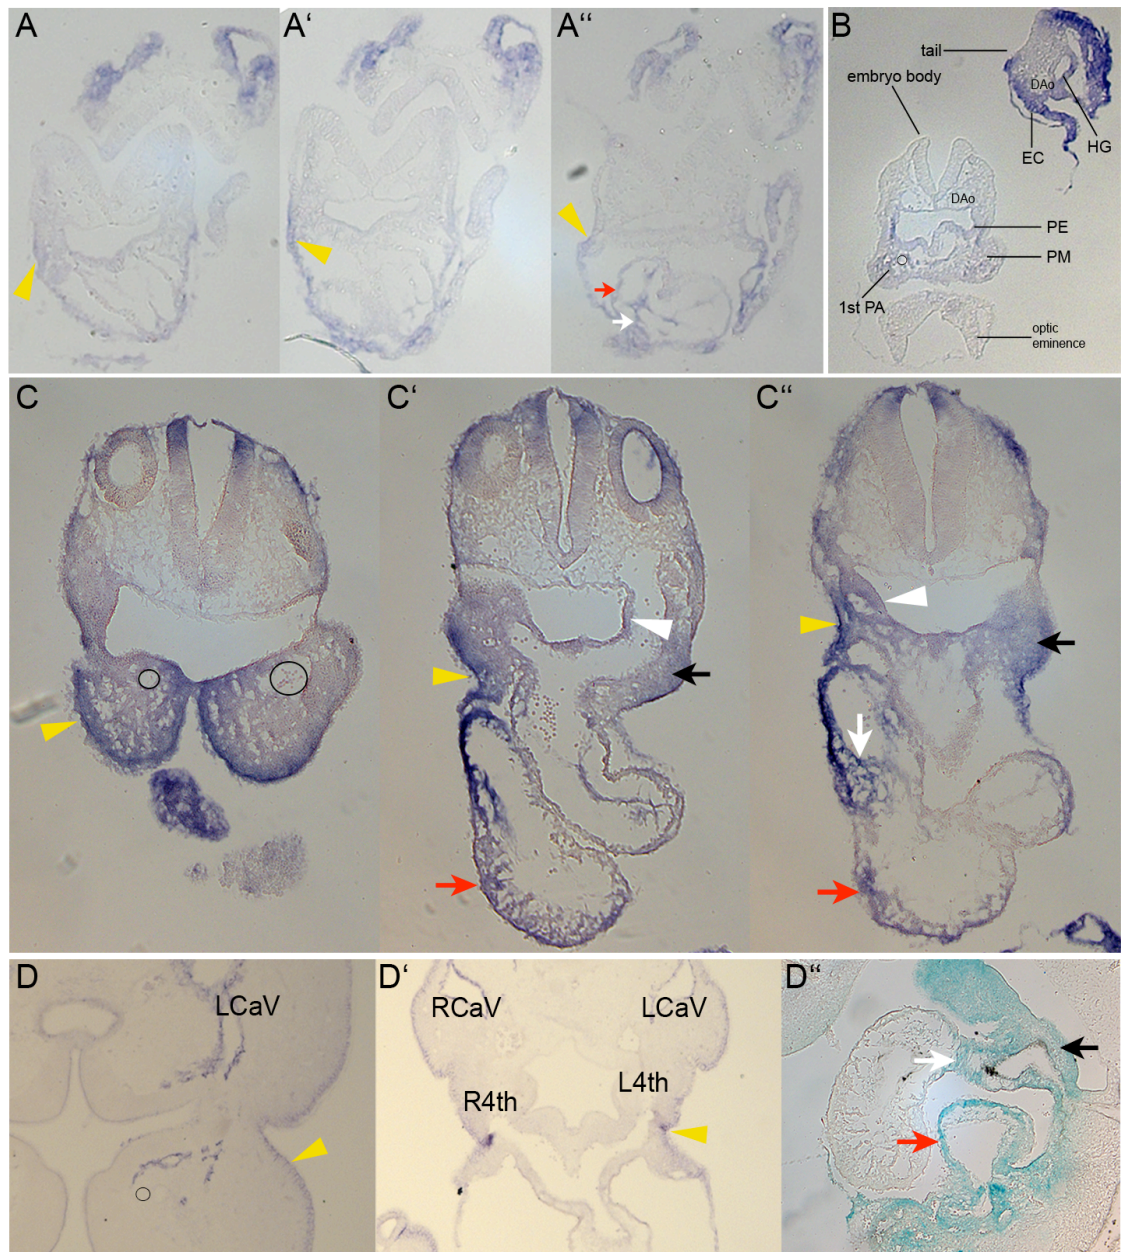 A
A‘
A‘‘
B
tail
embryo body
DAo
EC
HG
DAo
PE
PM
1st PA
optic
eminence
C
C‘
C‘‘
D
LCaV
D‘
RCaV
LCaV
L4th
R4th
D‘‘